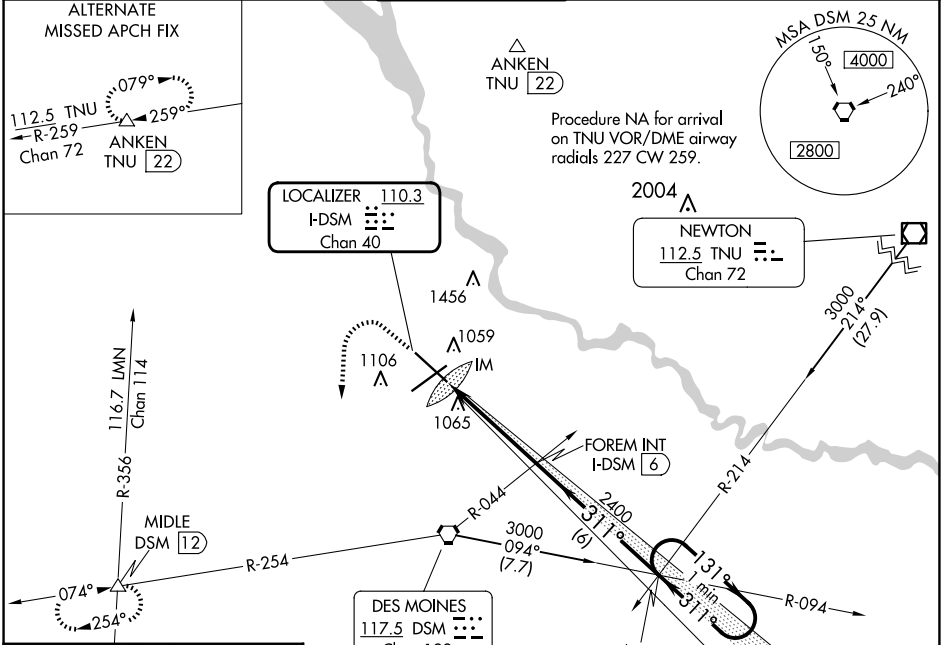 ALTERNATE
MISSED APCH FIX
079°
259°
112.5 TNU
R-259
Chan 72
ANKEN
TNU 22
ANKEN
TNU 22
Procedure NA for arrival
on TNU VOR/DME airway
radials 227 CW 259.
MSA DSM 25 NM
150°
4000
240°
2800
LOCALIZER 110.3
I-DSM
Chan 40
2004
NEWTON
112.5 TNU
Chan 72
1456
1059
1106
IM
1065
3000
214°
(27.9)
116.7 LMN
Chan 114
R-356
FOREM INT
I-DSM 6
R-214
R-044
2400
311°
(6)
MIDLE
DSM 12
R-254
3000
094°
(7.7)
131°
1 min
311°
R-094
074°
254°
DES MOINES
117.5 DSM